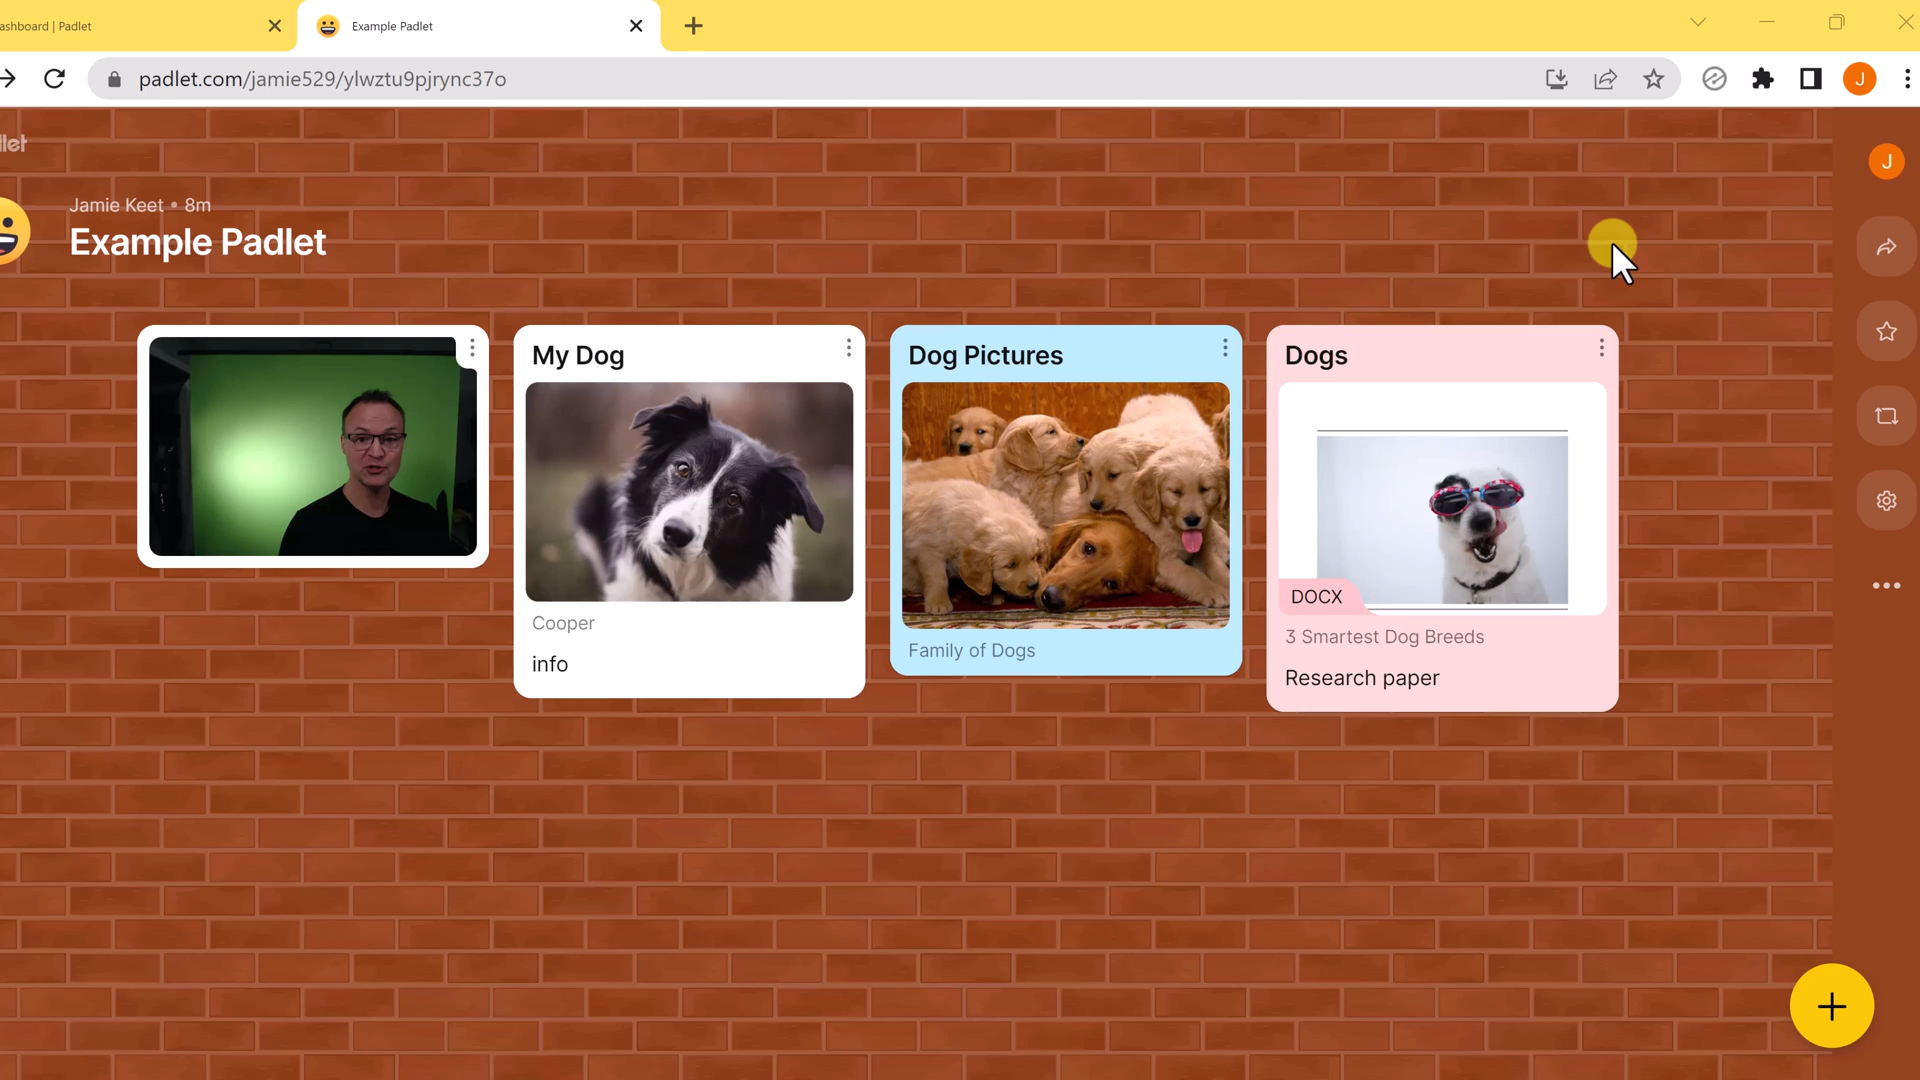 ashboard | Padlet
Example Padlet
padlet.com/jamie529/ylwztu9pjrync37o
J
llet
J
Jamie Keet • 8m
Example Padlet
My Dog
Dog Pictures
Dogs
DOCX
Cooper
Family of Dogs
3 Smartest Dog Breeds
info
Research paper